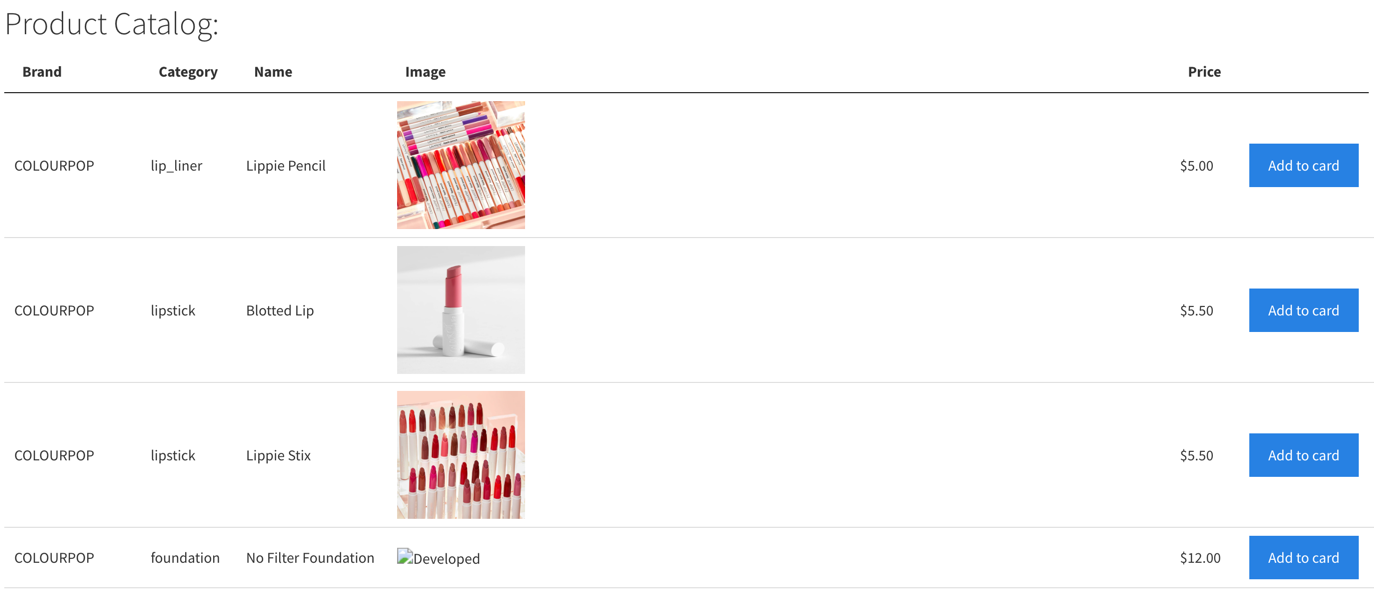 Product Catalog:
Brand Category Name Image Price
COLOURPOP lip_liner Lippie Pencil $5.00 Add to card
COLOURPOP lipstick Blotted Lip $5.50 Add to card
COLOURPOP lipstick Lippie Stix $5.50 Add to card
COLOURPOP foundation No Filter Foundation Developed $12.00 Add to card